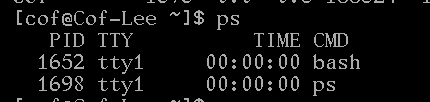 [cof@Cof-Lee ~]$ ps
PID TTY TIME CMD
1652 tty1 00:00:00 bash
1698 tty1 00:00:00 ps